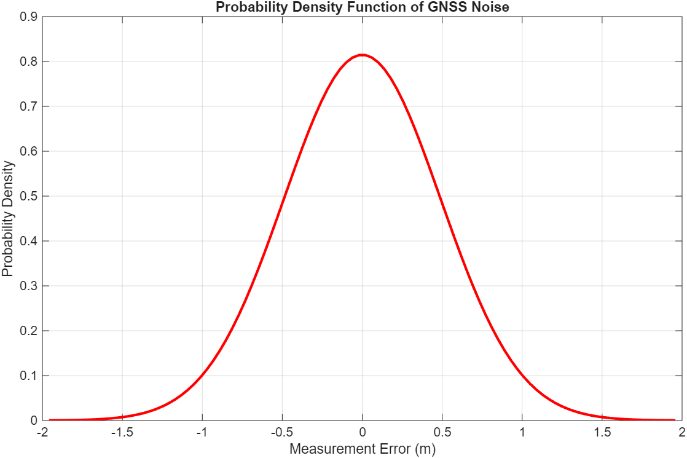 Probability Density Function of GNSS Noise
0.9
0.8
0.7
0.6
0.5
0.4
0.3
0.2
0.1
0
Probability Density
-2 -1.5 -1 -0.5 0 0.5 1 1.5 2
Measurement Error (m)